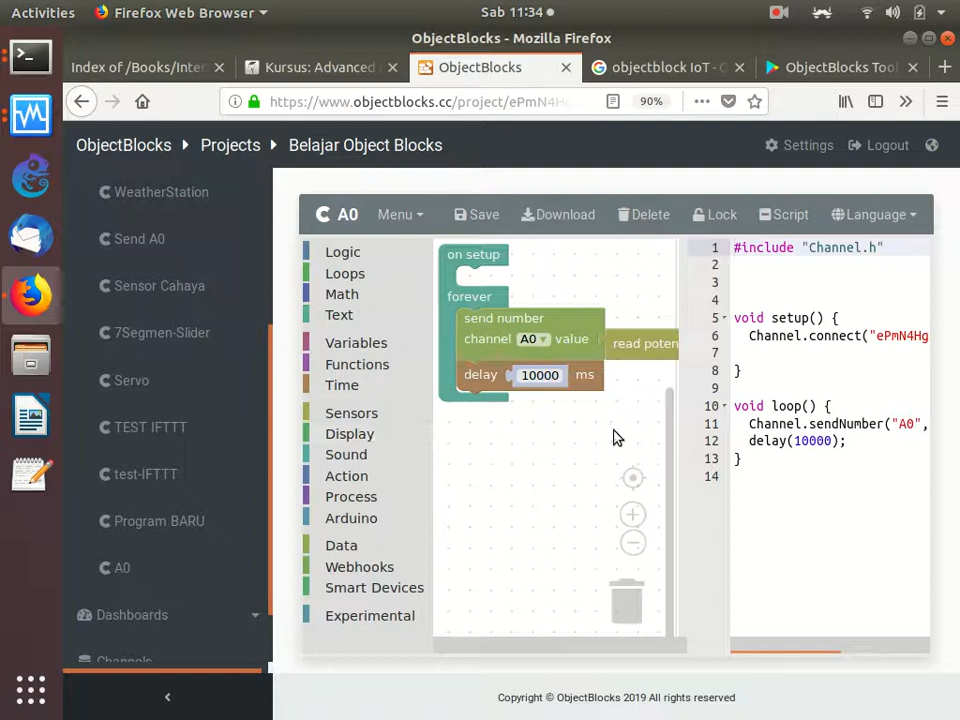 Activities
Firefox Web Browser
Sab 11:34
ObjectBlocks - Mozilla Firefox
Index of /Books/Inter
Kursus: Advanced
ObjectBlocks
objectblock IoT - G
ObjectBlocks Tool
https://www.objectblocks.cc/project/ePmN4Hg
90%
ObjectBlocks
Projects
Belajar Object Blocks
Settings
Logout
WeatherStation
Send A0
Sensor Cahaya
7Segmen-Slider
Servo
TEST IFTTT
test-IFTTT
Program BARU
A0
Dashboards
Channels
A0
Menu
Save
Download
Delete
Lock
Script
Language
Logic
Loops
Math
Text
Variables
Functions
Time
Sensors
Display
Sound
Action
Process
Arduino
Data
Webhooks
Smart Devices
Experimental
on setup
forever
send number
channel A0 value
read poten
delay 10000 ms
1 #include "Channel.h"
2
3
4
5 void setup() {
6 Channel.connect("ePmN4Hg
7
8 }
9
10 void loop() {
11 Channel.sendNumber("A0",
12 delay(10000);
13 }
14
Copyright © ObjectBlocks 2019 All rights reserved